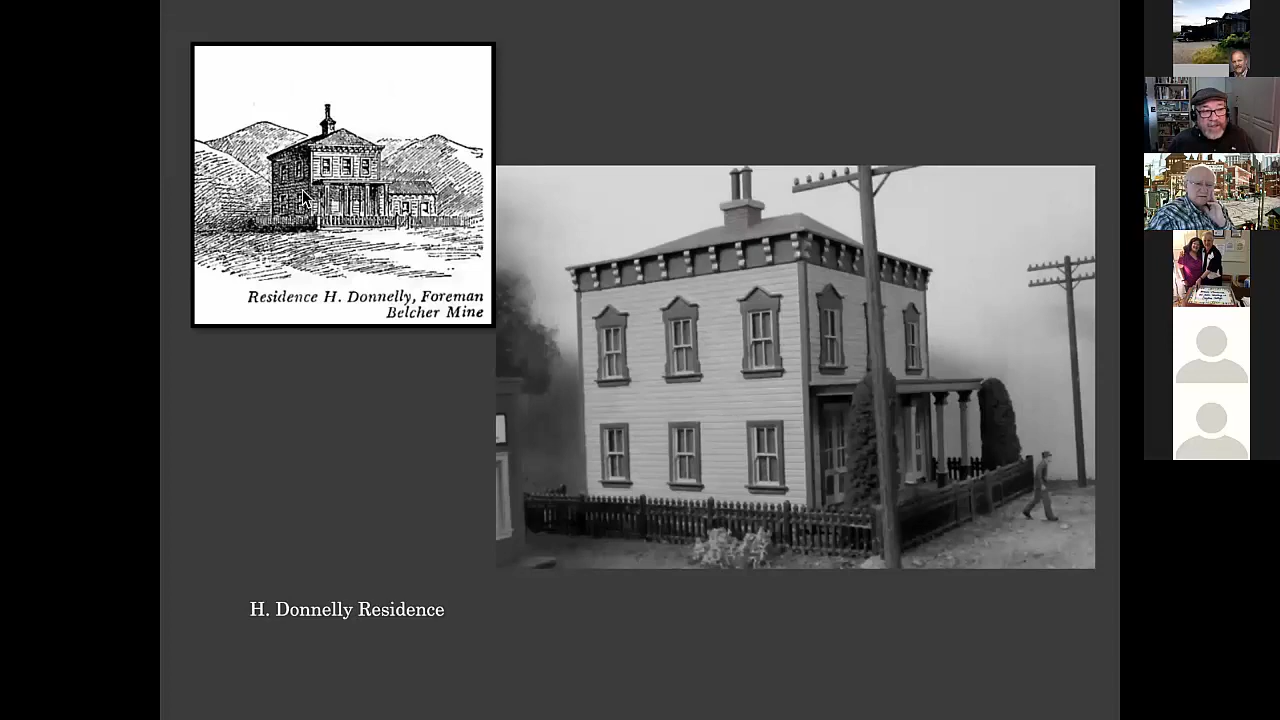 Residence H. Donnelly, Foreman
Belcher Mine
H. Donnelly Residence